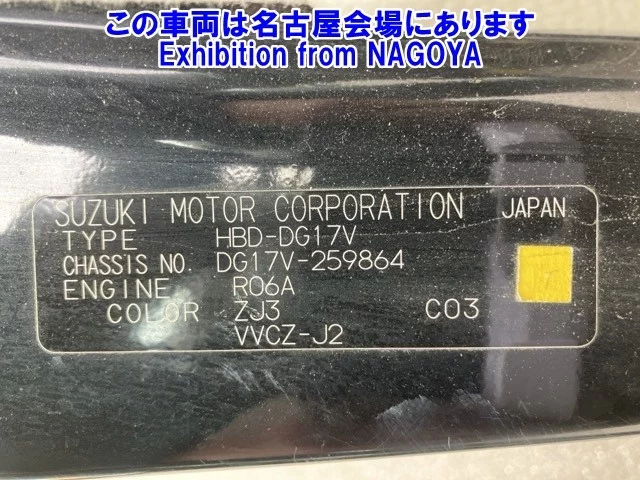 この車両は名古屋会場にあります
Exhibition from NAGOYA
SUZUKI MOTOR CORPORATION JAPAN
TYPE HBD-DG17V
CHASSIS NO. DG17V-259864
ENGINE R06A
COLOR ZJ3 C03
VVCZ-J2